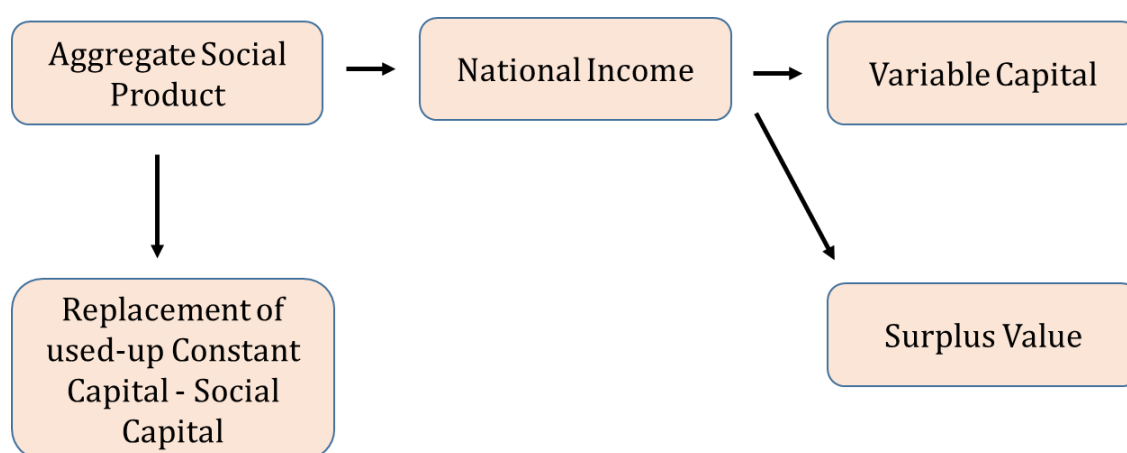 Aggregate Social
Product
National Income
Variable Capital
Replacement of
used-up Constant
Capital - Social
Capital
Surplus Value